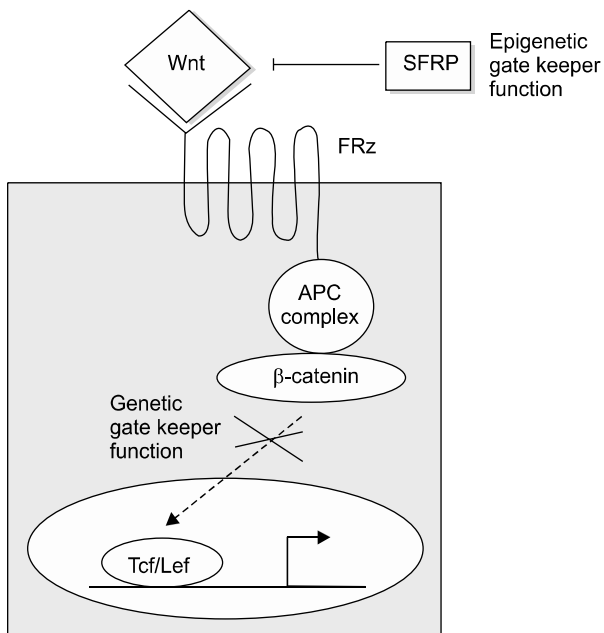 Wnt
SFRP
Epigenetic
gate keeper
function
FRz
APC
complex
β-catenin
Genetic
gate keeper
function
Tcf/Lef